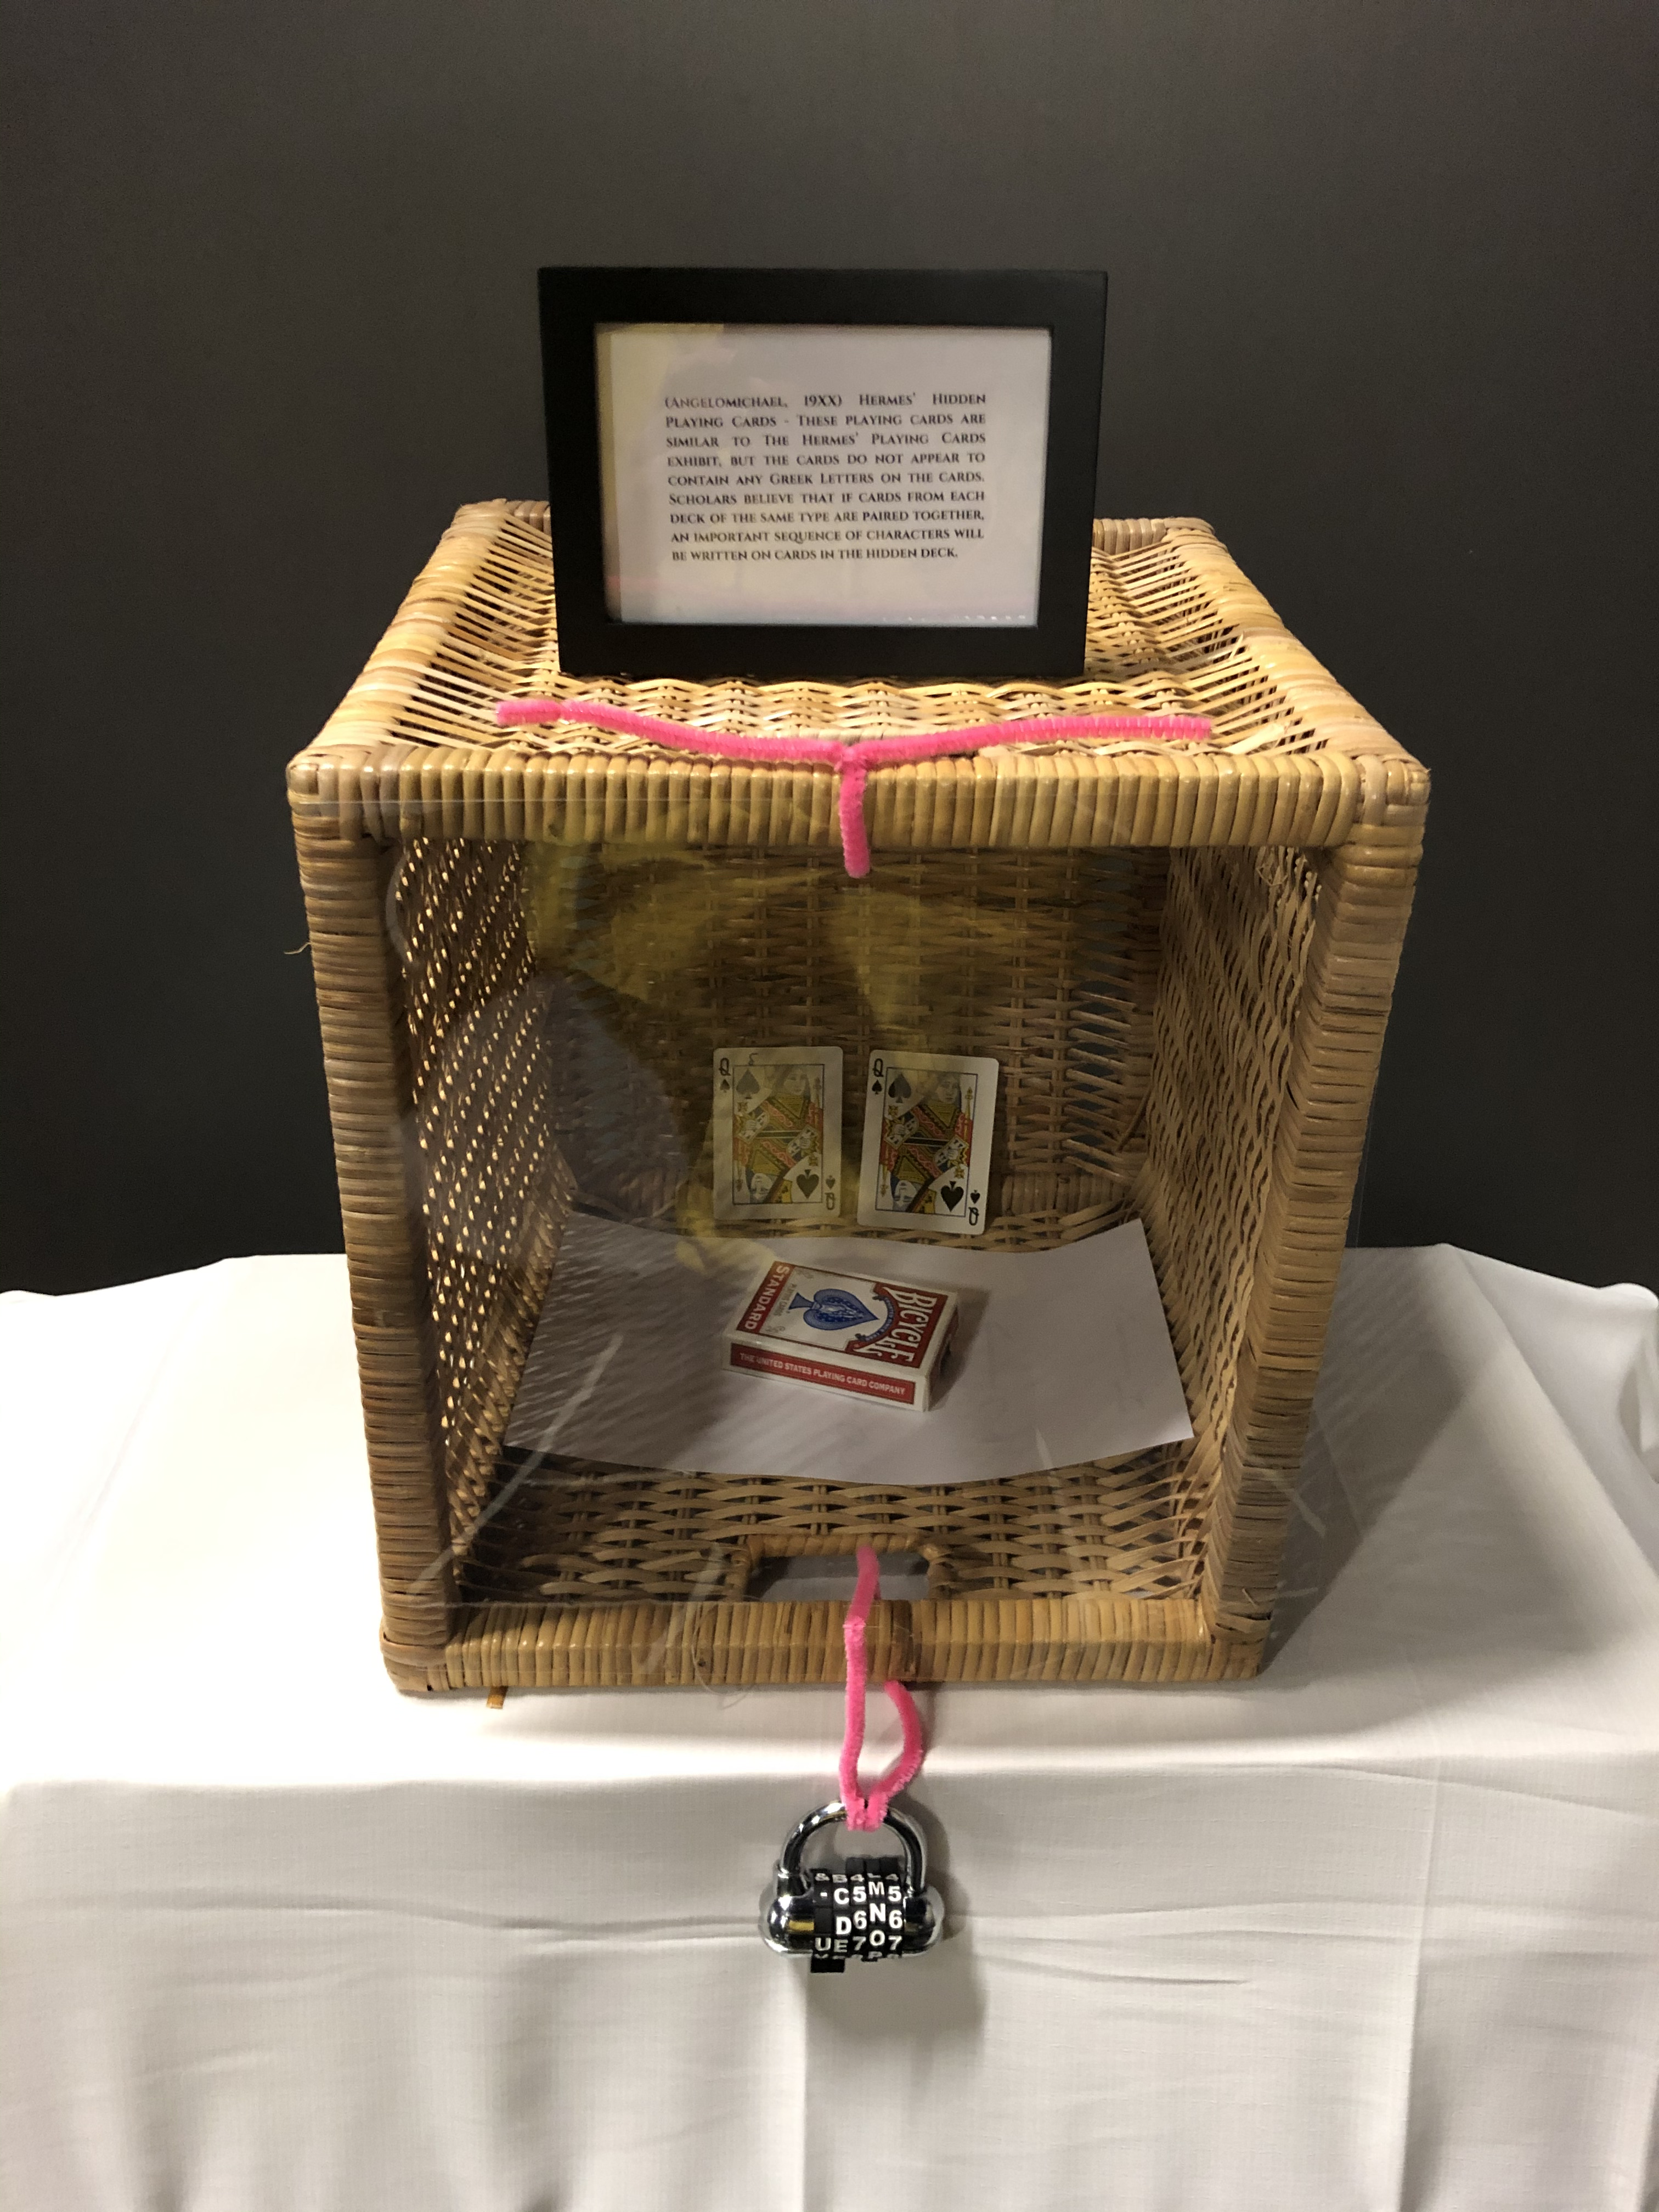 (Angelomichael, 19XX) Hermes' Hidden
Playing Cards - These playing cards are
similar to The Hermes' Playing Cards
exhibit, but the cards do not appear to
contain any Greek Letters on the cards.
Scholars believe that if cards from each
deck of the same type are paired together,
an important sequence of characters will
be written on cards in the hidden deck.
Q
Q
Q
Q
STANDARD
BICYCLE
THE UNITED STATES PLAYING CARD COMPANY
-C5M5
D6N6
UE7O7